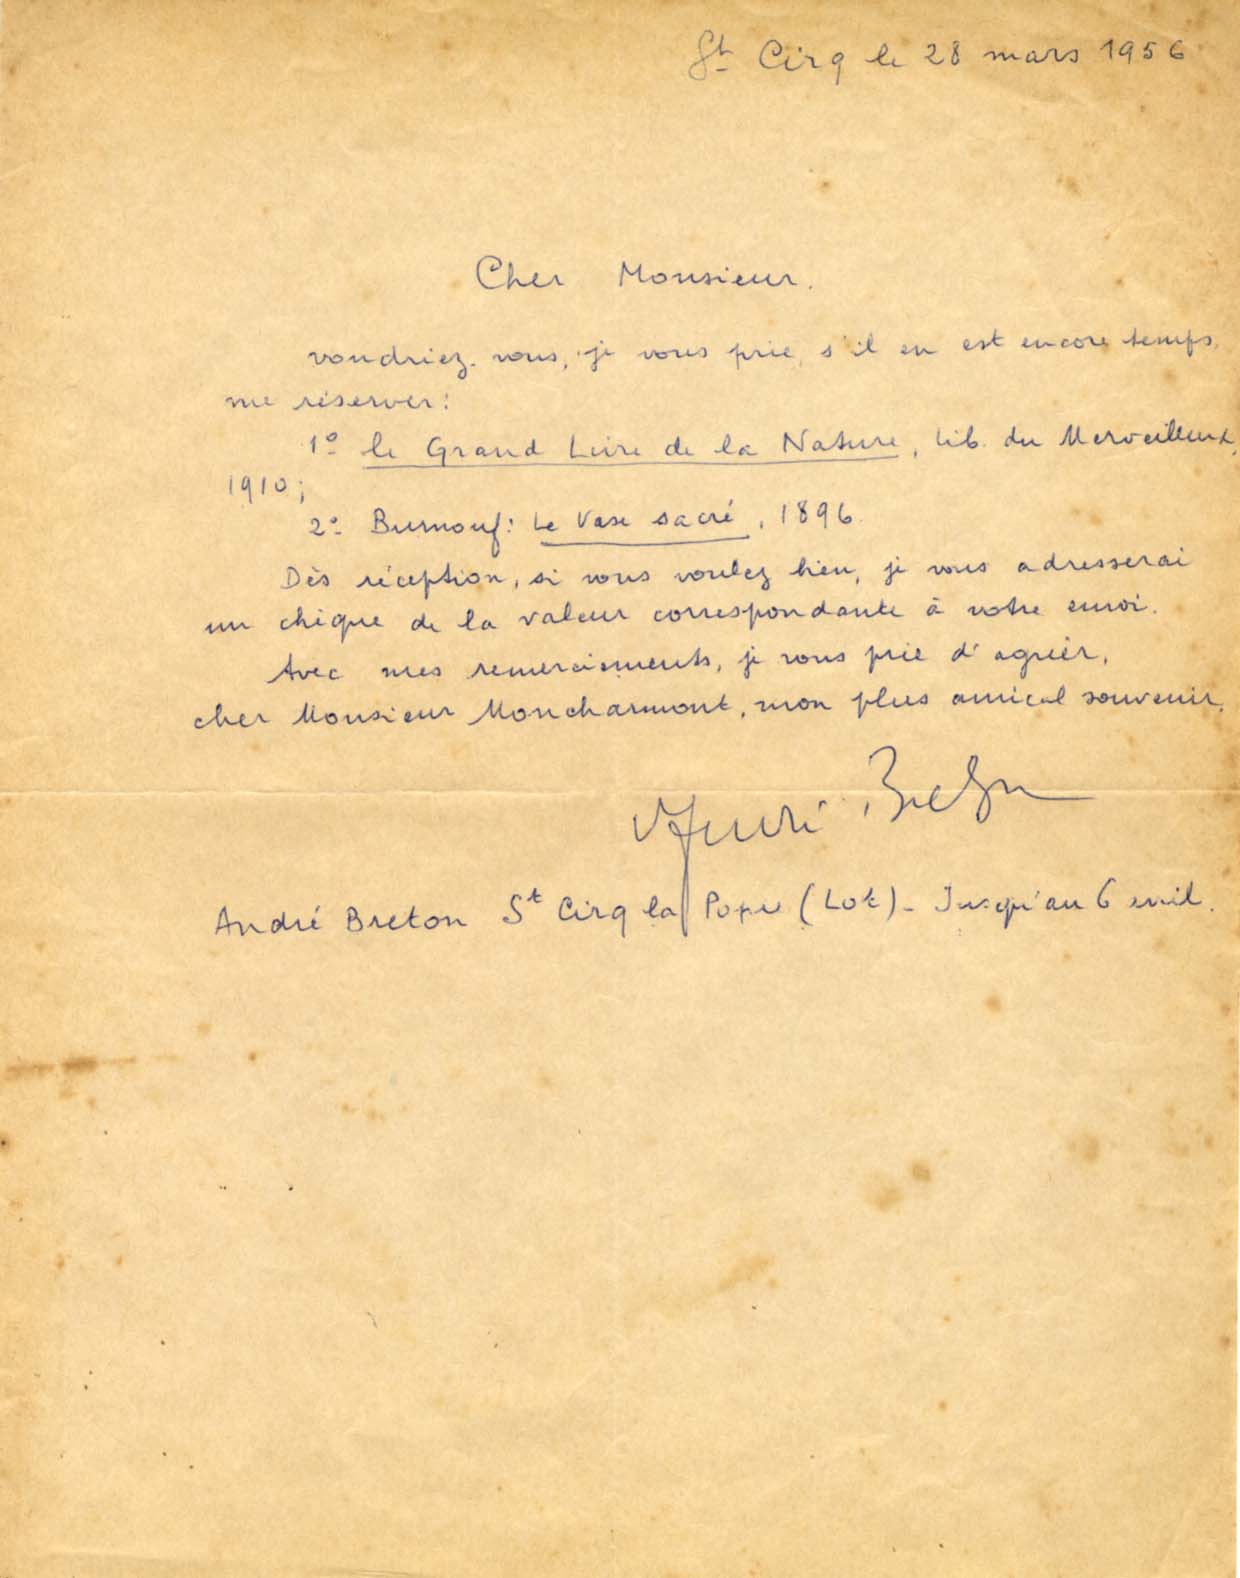 St Cirq le 28 mars 1956
Cher Monsieur.
voudriez-vous, je vous prie, s'il en est encore temps,
me réserver:
1º le Grand Livre de la Nature, Lib. du Merveilleux,
1910;
2º Burnouf: Le Vase sacré, 1896.
Dès réception, si vous voulez bien, je vous adresserai
un chèque de la valeur correspondante à votre envoi.
Avec mes remerciements, je vous prie d'agréer,
cher Monsieur Moncharmont, mon plus amical souvenir.
André Breton
André Breton St Cirq la Popie (Lot) - Jusqu'au 6 avril.